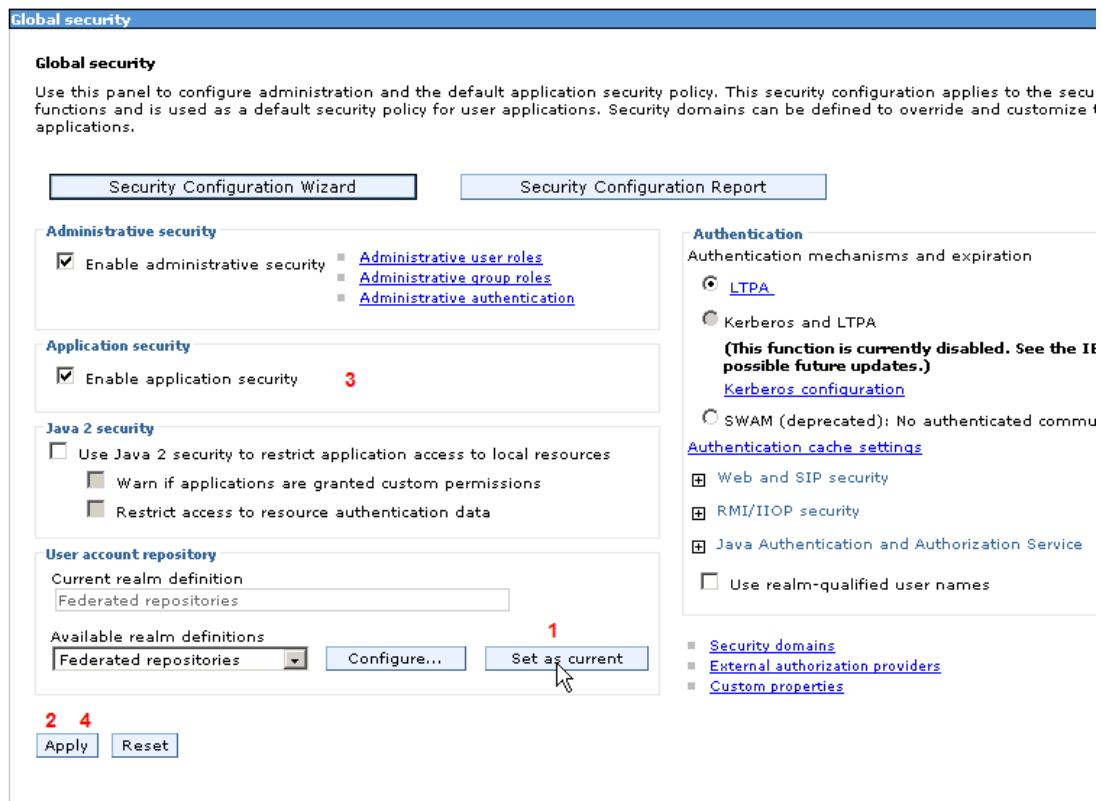 Global security
Global security
Use this panel to configure administration and the default application security policy. This security configuration applies to the secu
functions and is used as a default security policy for user applications. Security domains can be defined to override and customize t
applications.
Security Configuration Wizard
Security Configuration Report
Administrative security
Enable administrative security
Administrative user roles
Administrative group roles
Administrative authentication
Application security
Enable application security
3
Java 2 security
Use Java 2 security to restrict application access to local resources
Warn if applications are granted custom permissions
Restrict access to resource authentication data
User account repository
Current realm definition
Federated repositories
Available realm definitions
1
Federated repositories
Configure...
Set as current
2 4
Apply
Reset
Authentication
Authentication mechanisms and expiration
LTPA
Kerberos and LTPA
(This function is currently disabled. See the IB
possible future updates.)
Kerberos configuration
SWAM (deprecated): No authenticated commu
Authentication cache settings
Web and SIP security
RMI/IIOP security
Java Authentication and Authorization Service
Use realm-qualified user names
Security domains
External authorization providers
Custom properties